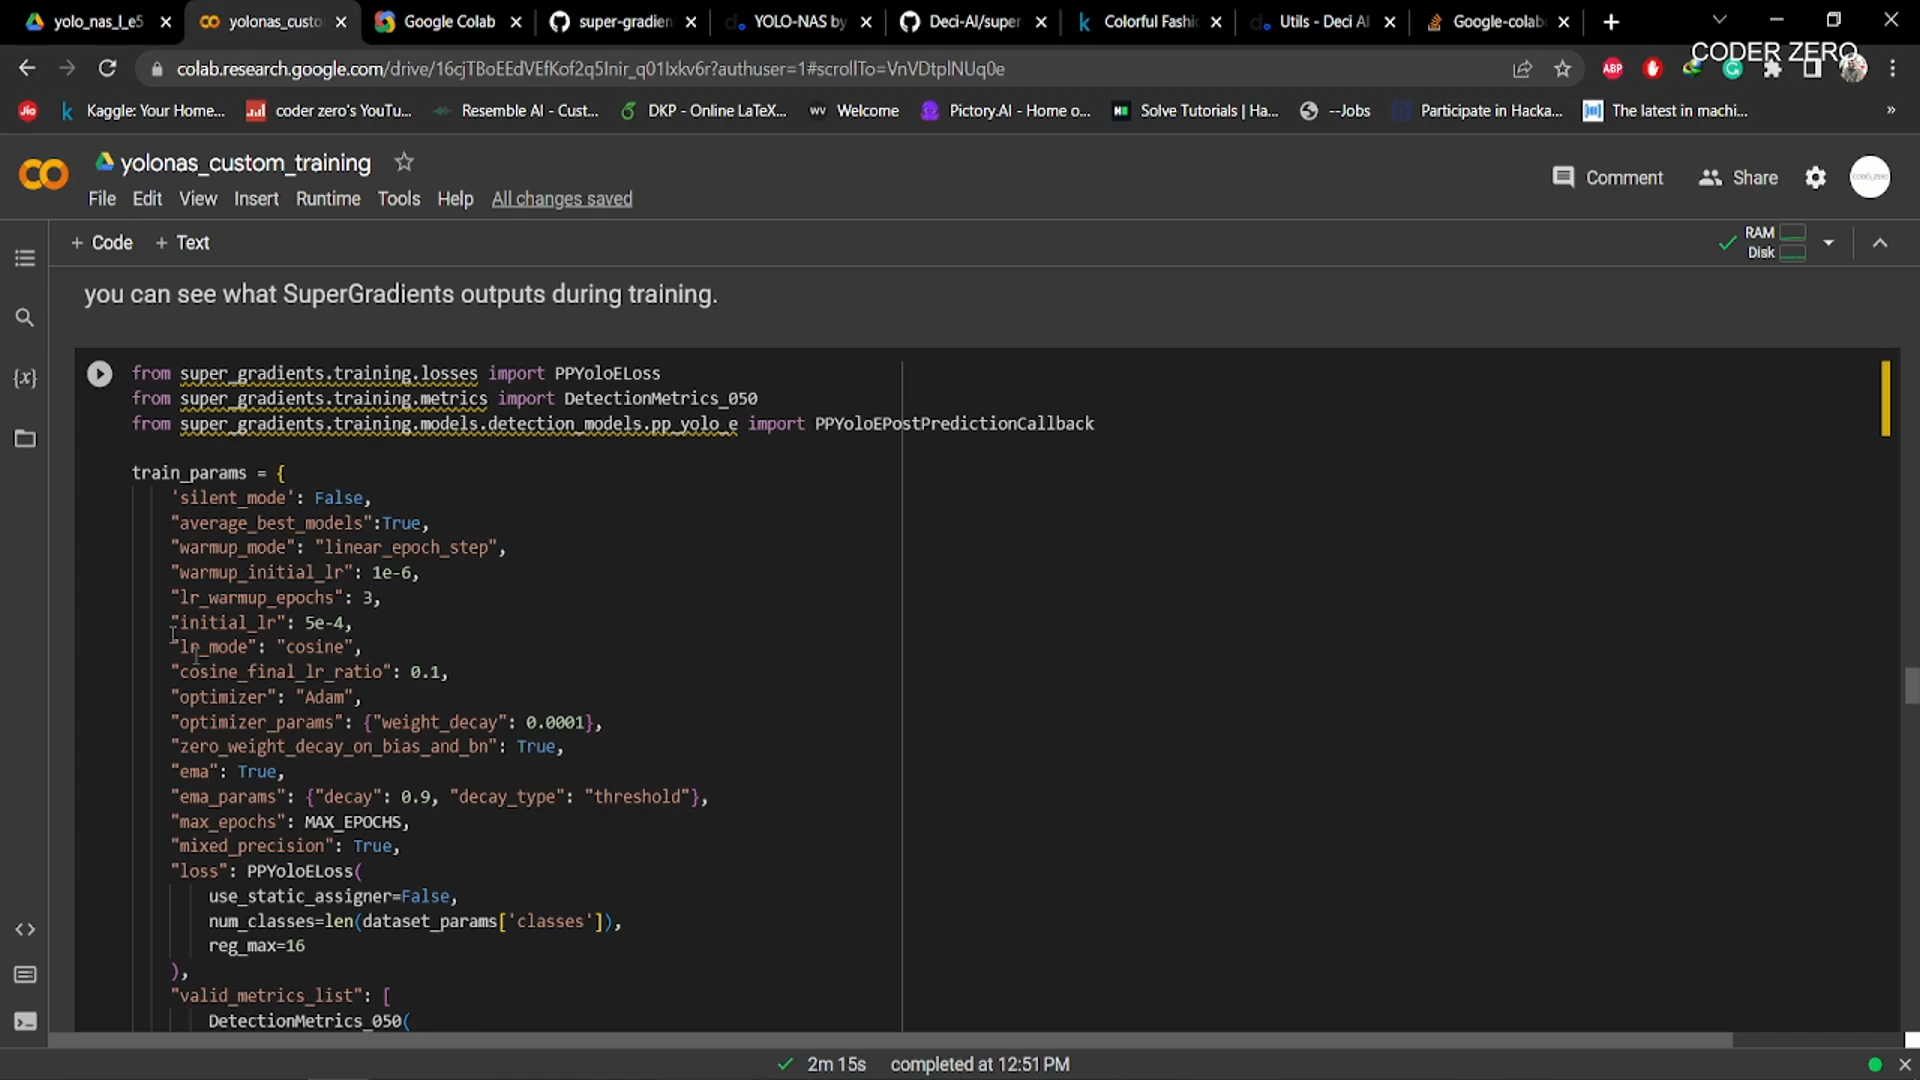 yolo_nas_l_e5
yolonas_custo
Google Colab
super-gradien
YOLO-NAS by
Deci-AI/super
Colorful Fashi
Utils - Deci AI
Google-colab
CODER ZERO
colab.research.google.com/drive/16cjTBoEEdVEfKof2q5Inir_q01Ixkv6r?authuser=1#scrollTo=VnVDtplNUq0e
ABP
Jio
Kaggle: Your Home...
coder zero's YouTu...
Resemble AI - Cust...
DKP - Online LaTeX...
Welcome
Pictory.AI - Home o...
Solve Tutorials | Ha...
--Jobs
Participate in Hacka...
The latest in machi...
»
yolonas_custom_training
Comment
Share
File Edit View Insert Runtime Tools Help All changes saved
+ Code + Text
RAM
Disk
you can see what SuperGradients outputs during training.
from super_gradients.training.losses import PPYoloELoss
from super_gradients.training.metrics import DetectionMetrics_050
from super_gradients.training.models.detection_models.pp_yolo_e import PPYoloEPostPredictionCallback
train_params = {
'silent_mode': False,
"average_best_models":True,
"warmup_mode": "linear_epoch_step",
"warmup_initial_lr": 1e-6,
"lr_warmup_epochs": 3,
"initial_lr": 5e-4,
"lr_mode": "cosine",
"cosine_final_lr_ratio": 0.1,
"optimizer": "Adam",
"optimizer_params": {"weight_decay": 0.0001},
"zero_weight_decay_on_bias_and_bn": True,
"ema": True,
"ema_params": {"decay": 0.9, "decay_type": "threshold"},
"max_epochs": MAX_EPOCHS,
"mixed_precision": True,
"loss": PPYoloELoss(
use_static_assigner=False,
num_classes=len(dataset_params['classes']),
reg_max=16
),
"valid_metrics_list": [
DetectionMetrics_050(
2m 15s completed at 12:51 PM